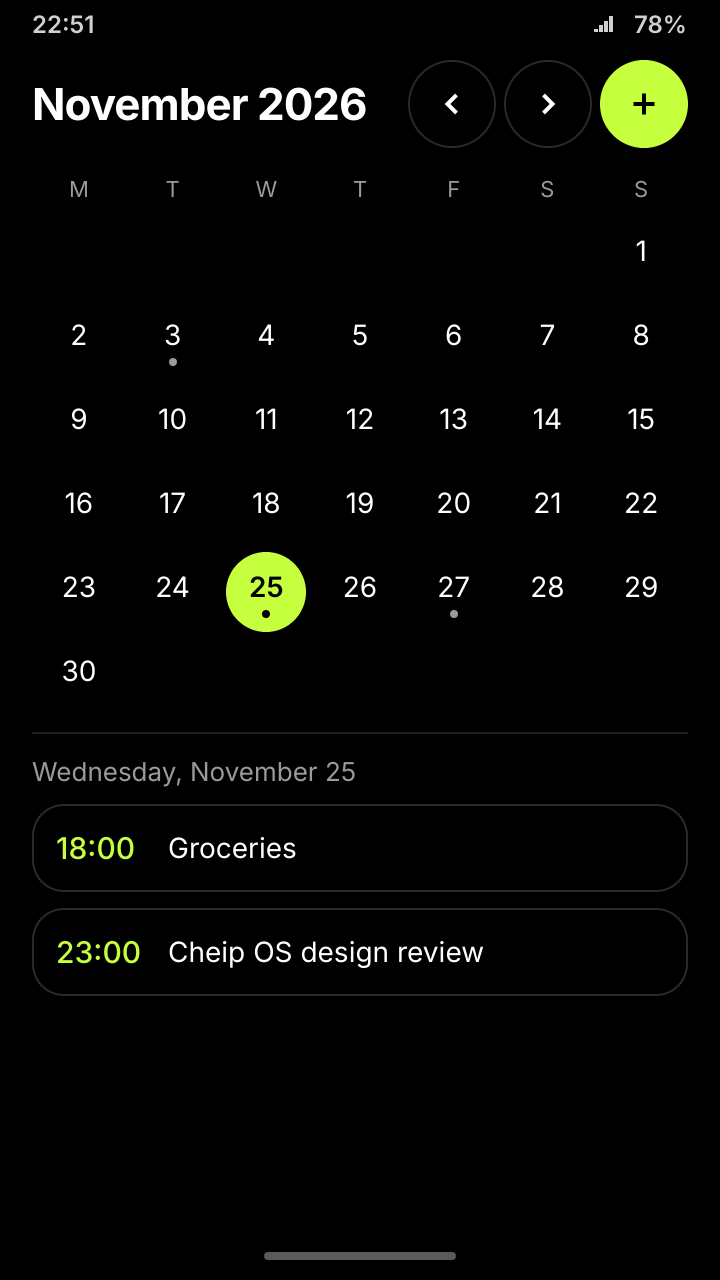 22:51 78%
November 2026 +
M T W T F S S
1
2 3 4 5 6 7 8
9 10 11 12 13 14 15
16 17 18 19 20 21 22
23 24 25 26 27 28 29
30
Wednesday, November 25
18:00 Groceries
23:00 Cheip OS design review